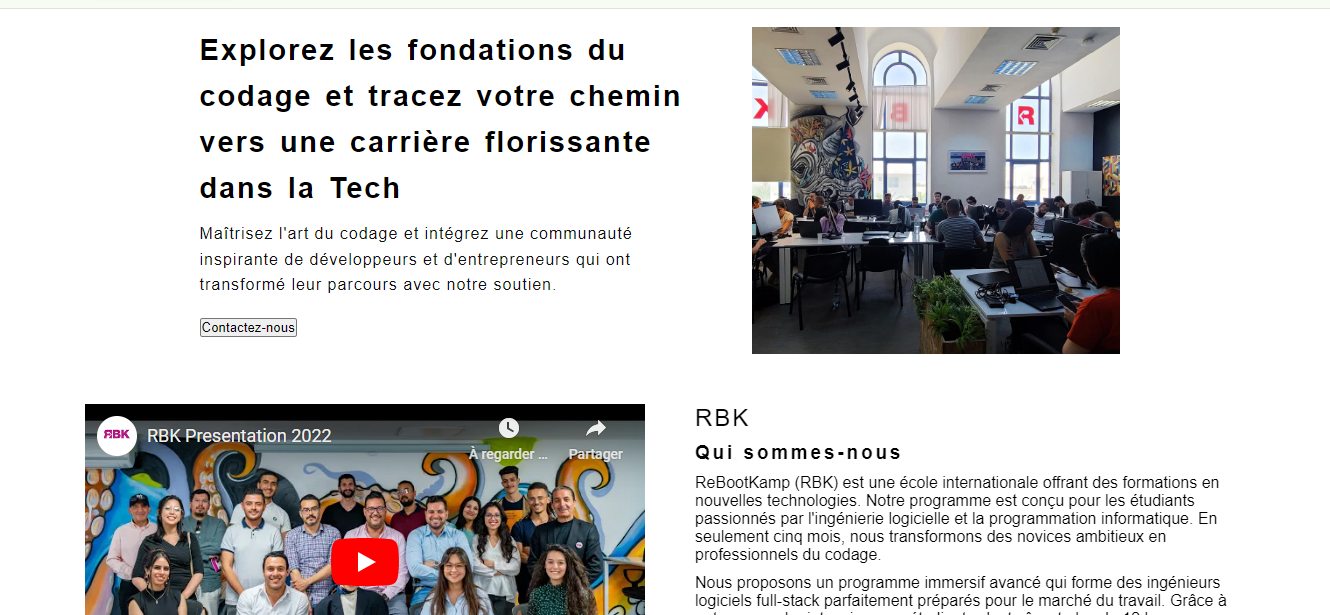 Explorez les fondations du
codage et tracez votre chemin
vers une carrière florissante
dans la Tech
Maîtrisez l'art du codage et intégrez une communauté
inspirante de développeurs et d'entrepreneurs qui ont
transformé leur parcours avec notre soutien.
Contactez-nous
K
B
R
RBK
RBK Presentation 2022
À regarder ...
Partager
RBK
Qui sommes-nous
ReBootKamp (RBK) est une école internationale offrant des formations en
nouvelles technologies. Notre programme est conçu pour les étudiants
passionnés par l'ingénierie logicielle et la programmation informatique. En
seulement cinq mois, nous transformons des novices ambitieux en
professionnels du codage.
Nous proposons un programme immersif avancé qui forme des ingénieurs
logiciels full-stack parfaitement préparés pour le marché du travail. Grâce à